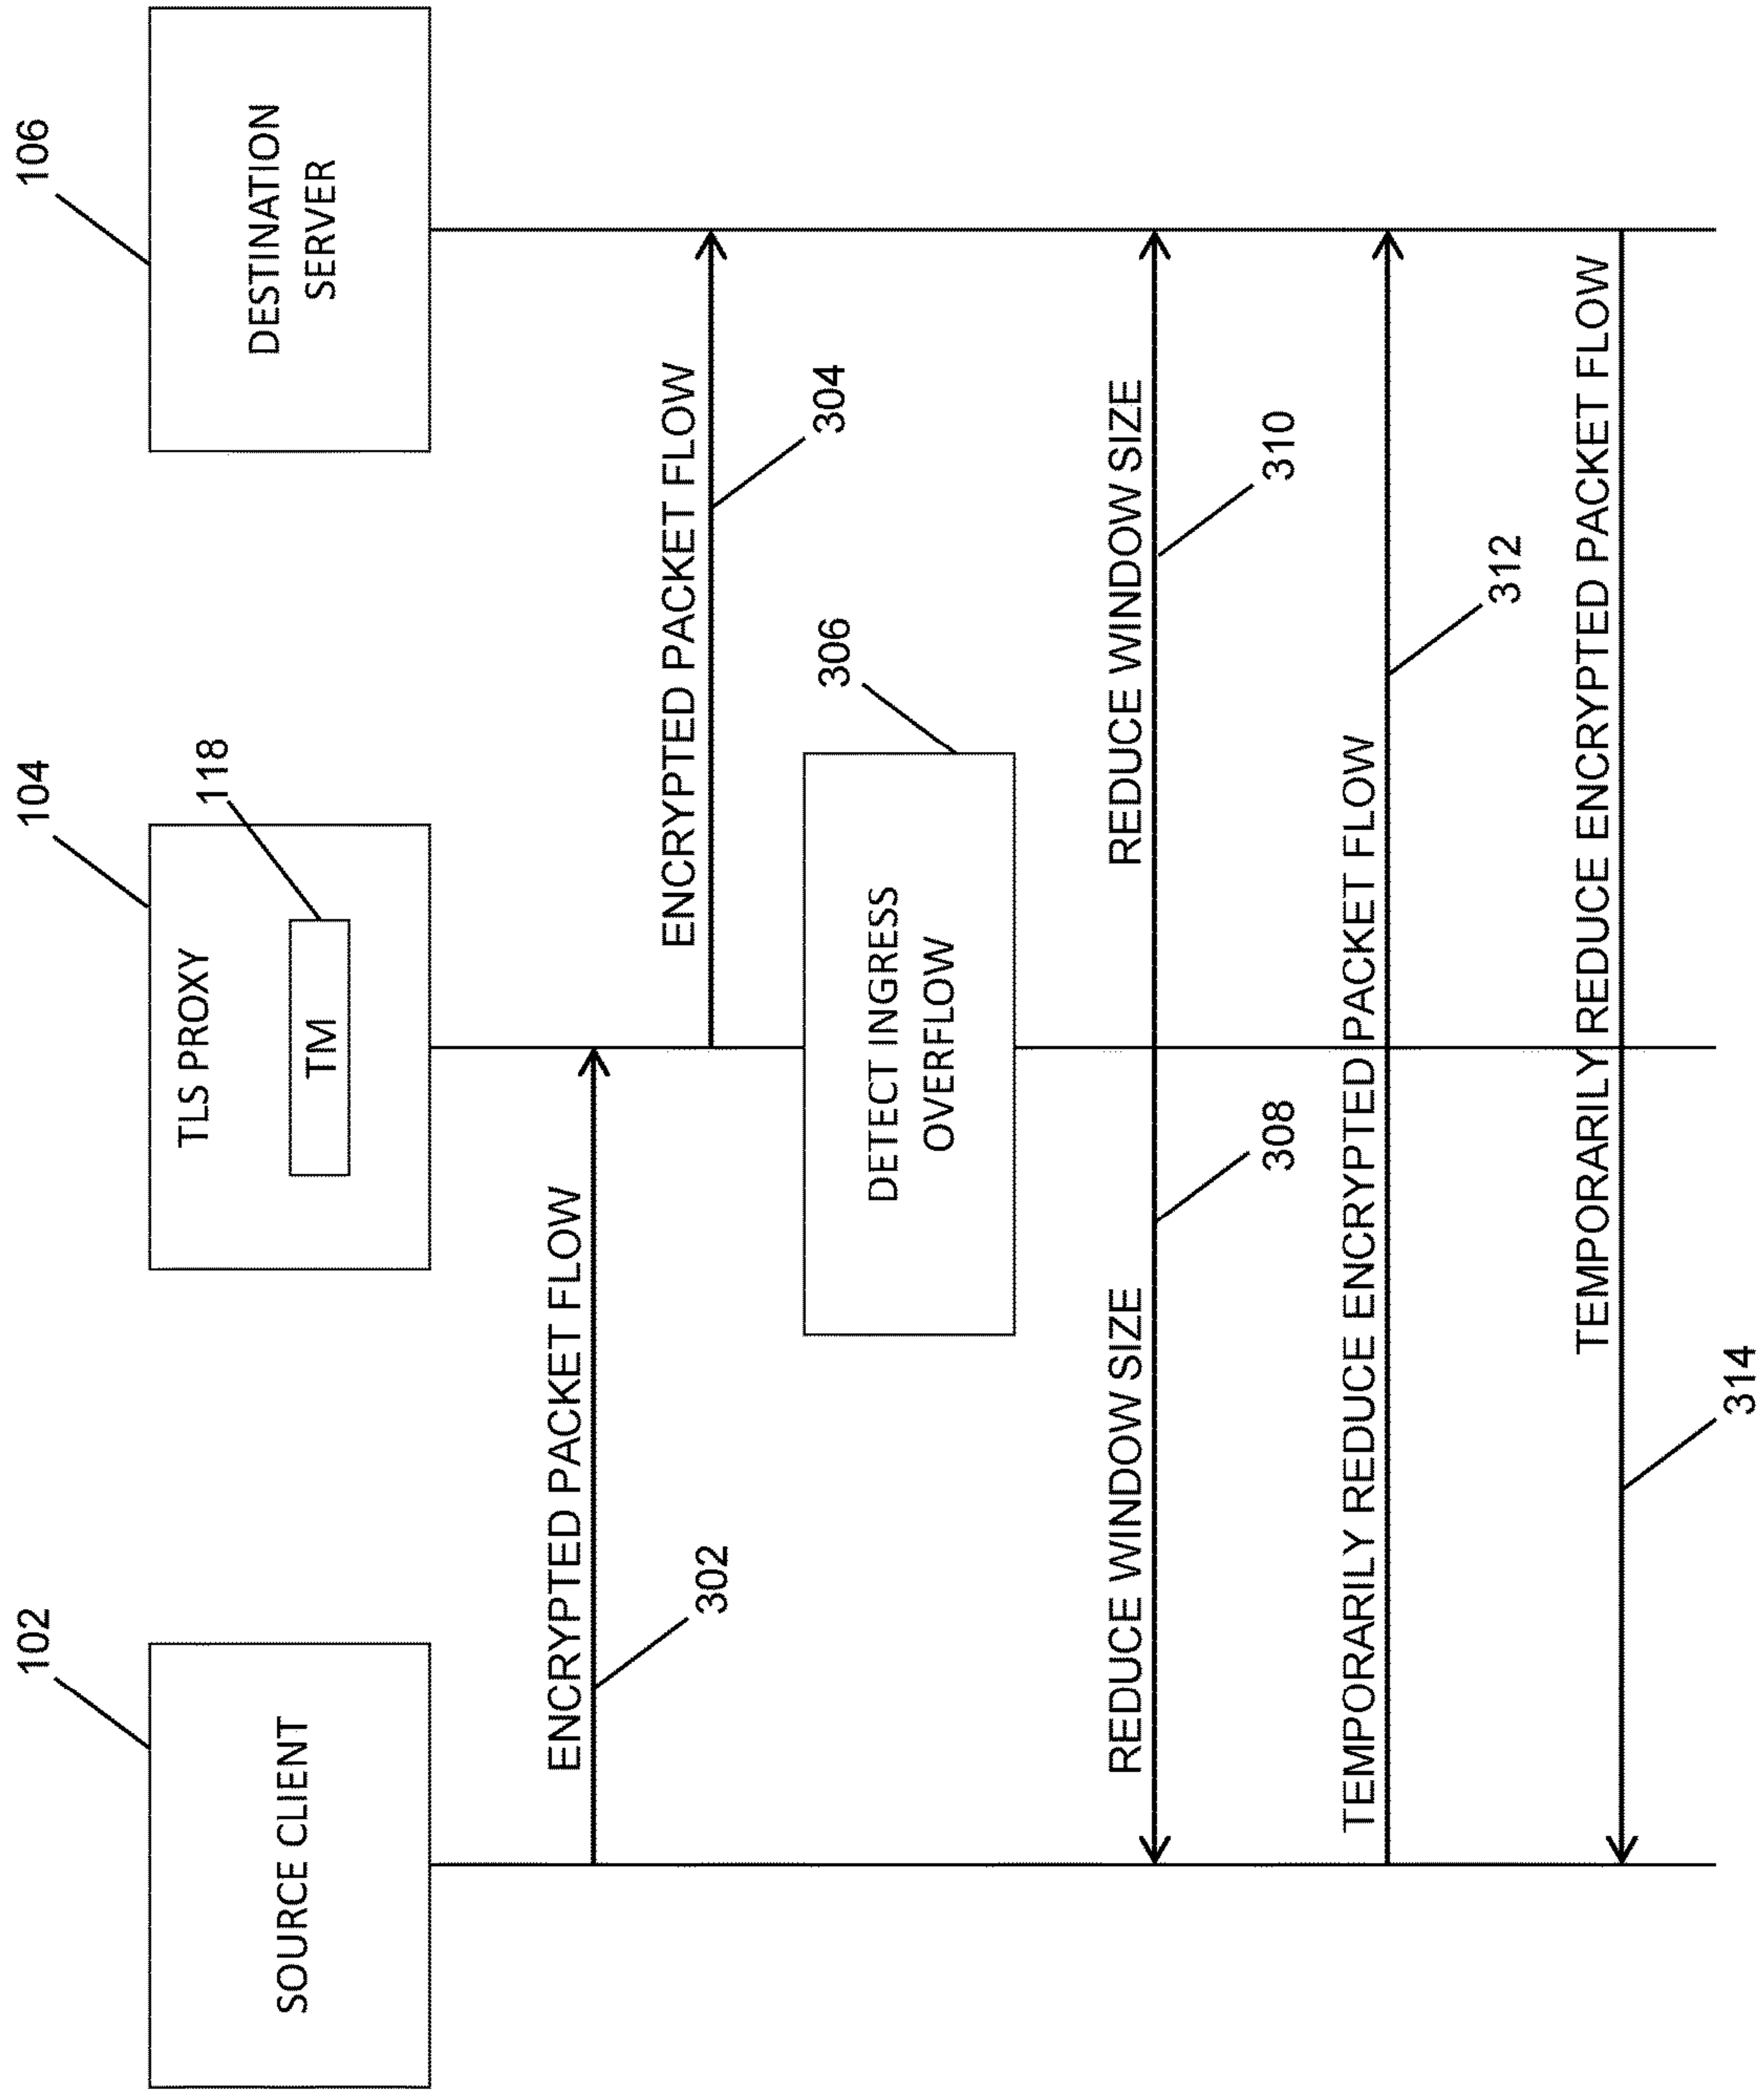 102
104
106
SOURCE CLIENT
TLS PROXY
118
TM
DESTINATION
SERVER
ENCRYPTED PACKET FLOW
302
ENCRYPTED PACKET FLOW
304
306
DETECT INGRESS
OVERFLOW
REDUCE WINDOW SIZE
308
REDUCE WINDOW SIZE
310
TEMPORARILY REDUCE ENCRYPTED PACKET FLOW
312
TEMPORARILY REDUCE ENCRYPTED PACKET FLOW
314